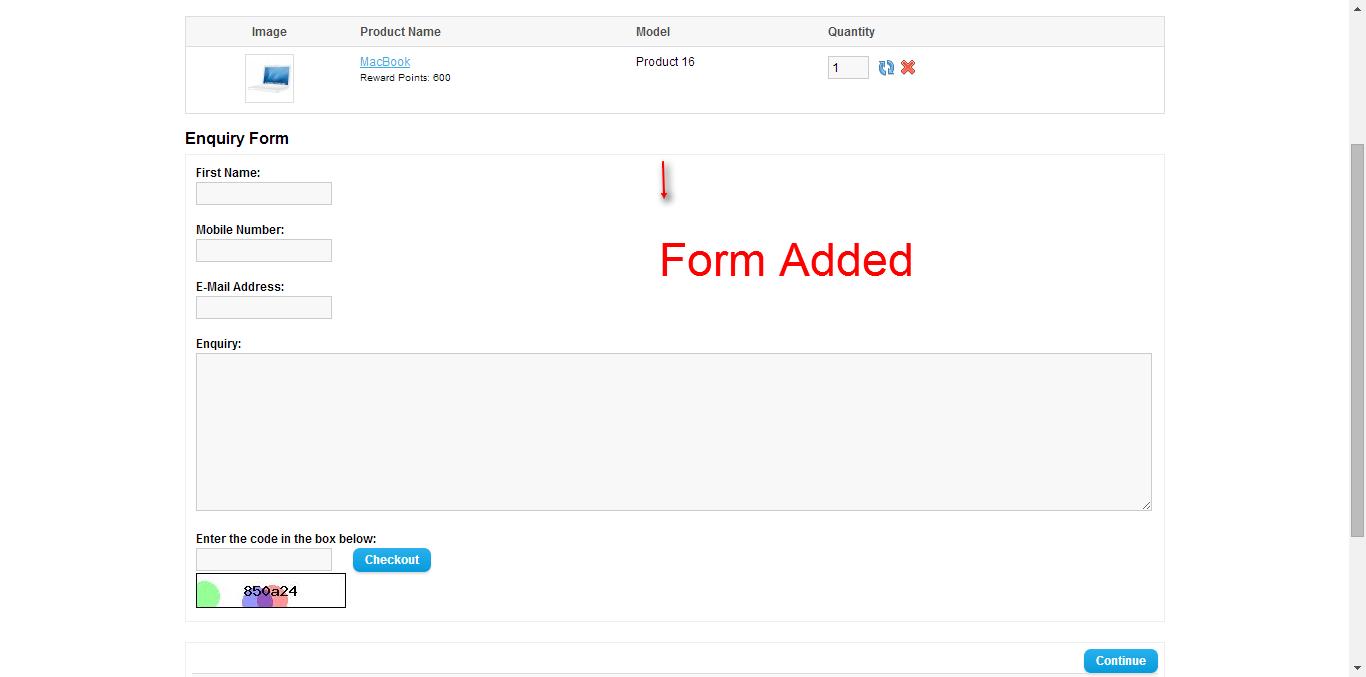 Image Product Name Model Quantity
MacBook Product 16 1
Reward Points: 600
Enquiry Form
First Name:
Mobile Number:
Form Added
E-Mail Address:
Enquiry:
Enter the code in the box below:
Checkout
850a24
Continue